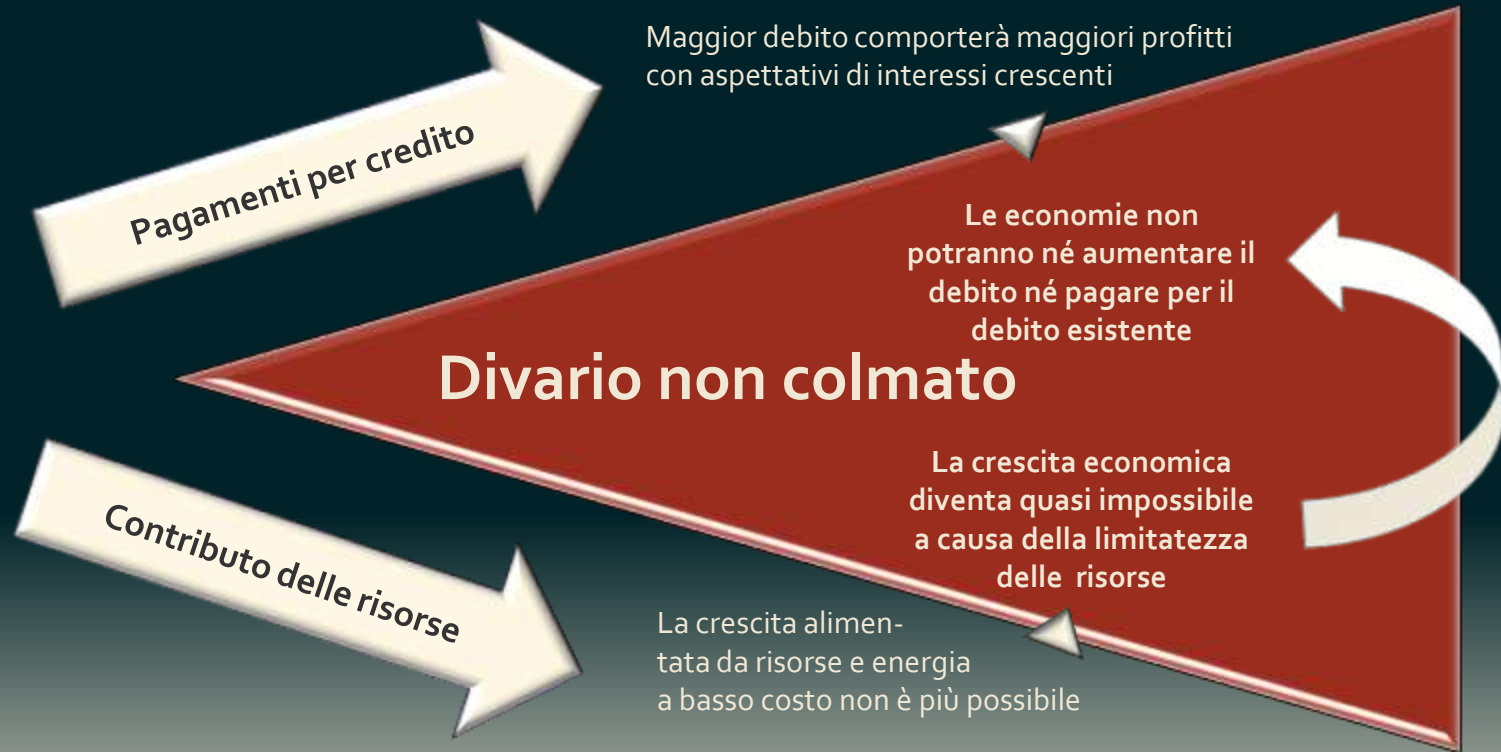 Maggior debito comporterà maggiori profitti
con aspettativi di interessi crescenti
Pagamenti per credito
Le economie non
potranno né aumentare il
debito né pagare per il
debito esistente
Divario non colmato
La crescita economica
diventa quasi impossibile
a causa della limitatezza
delle risorse
Contributo delle risorse
La crescita alimen-
tata da risorse e energia
a basso costo non è più possibile